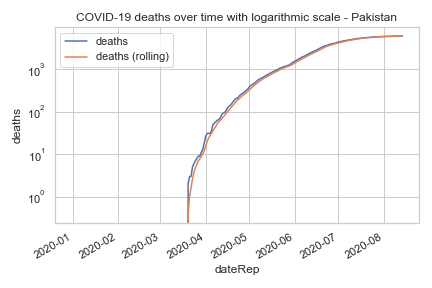 COVID-19 deaths over time with logarithmic scale - Pakistan
deaths
deaths (rolling)
10³
10²
10¹
10⁰
deaths
2020-01
2020-02
2020-03
2020-04
2020-05
2020-06
2020-07
2020-08
dateRep